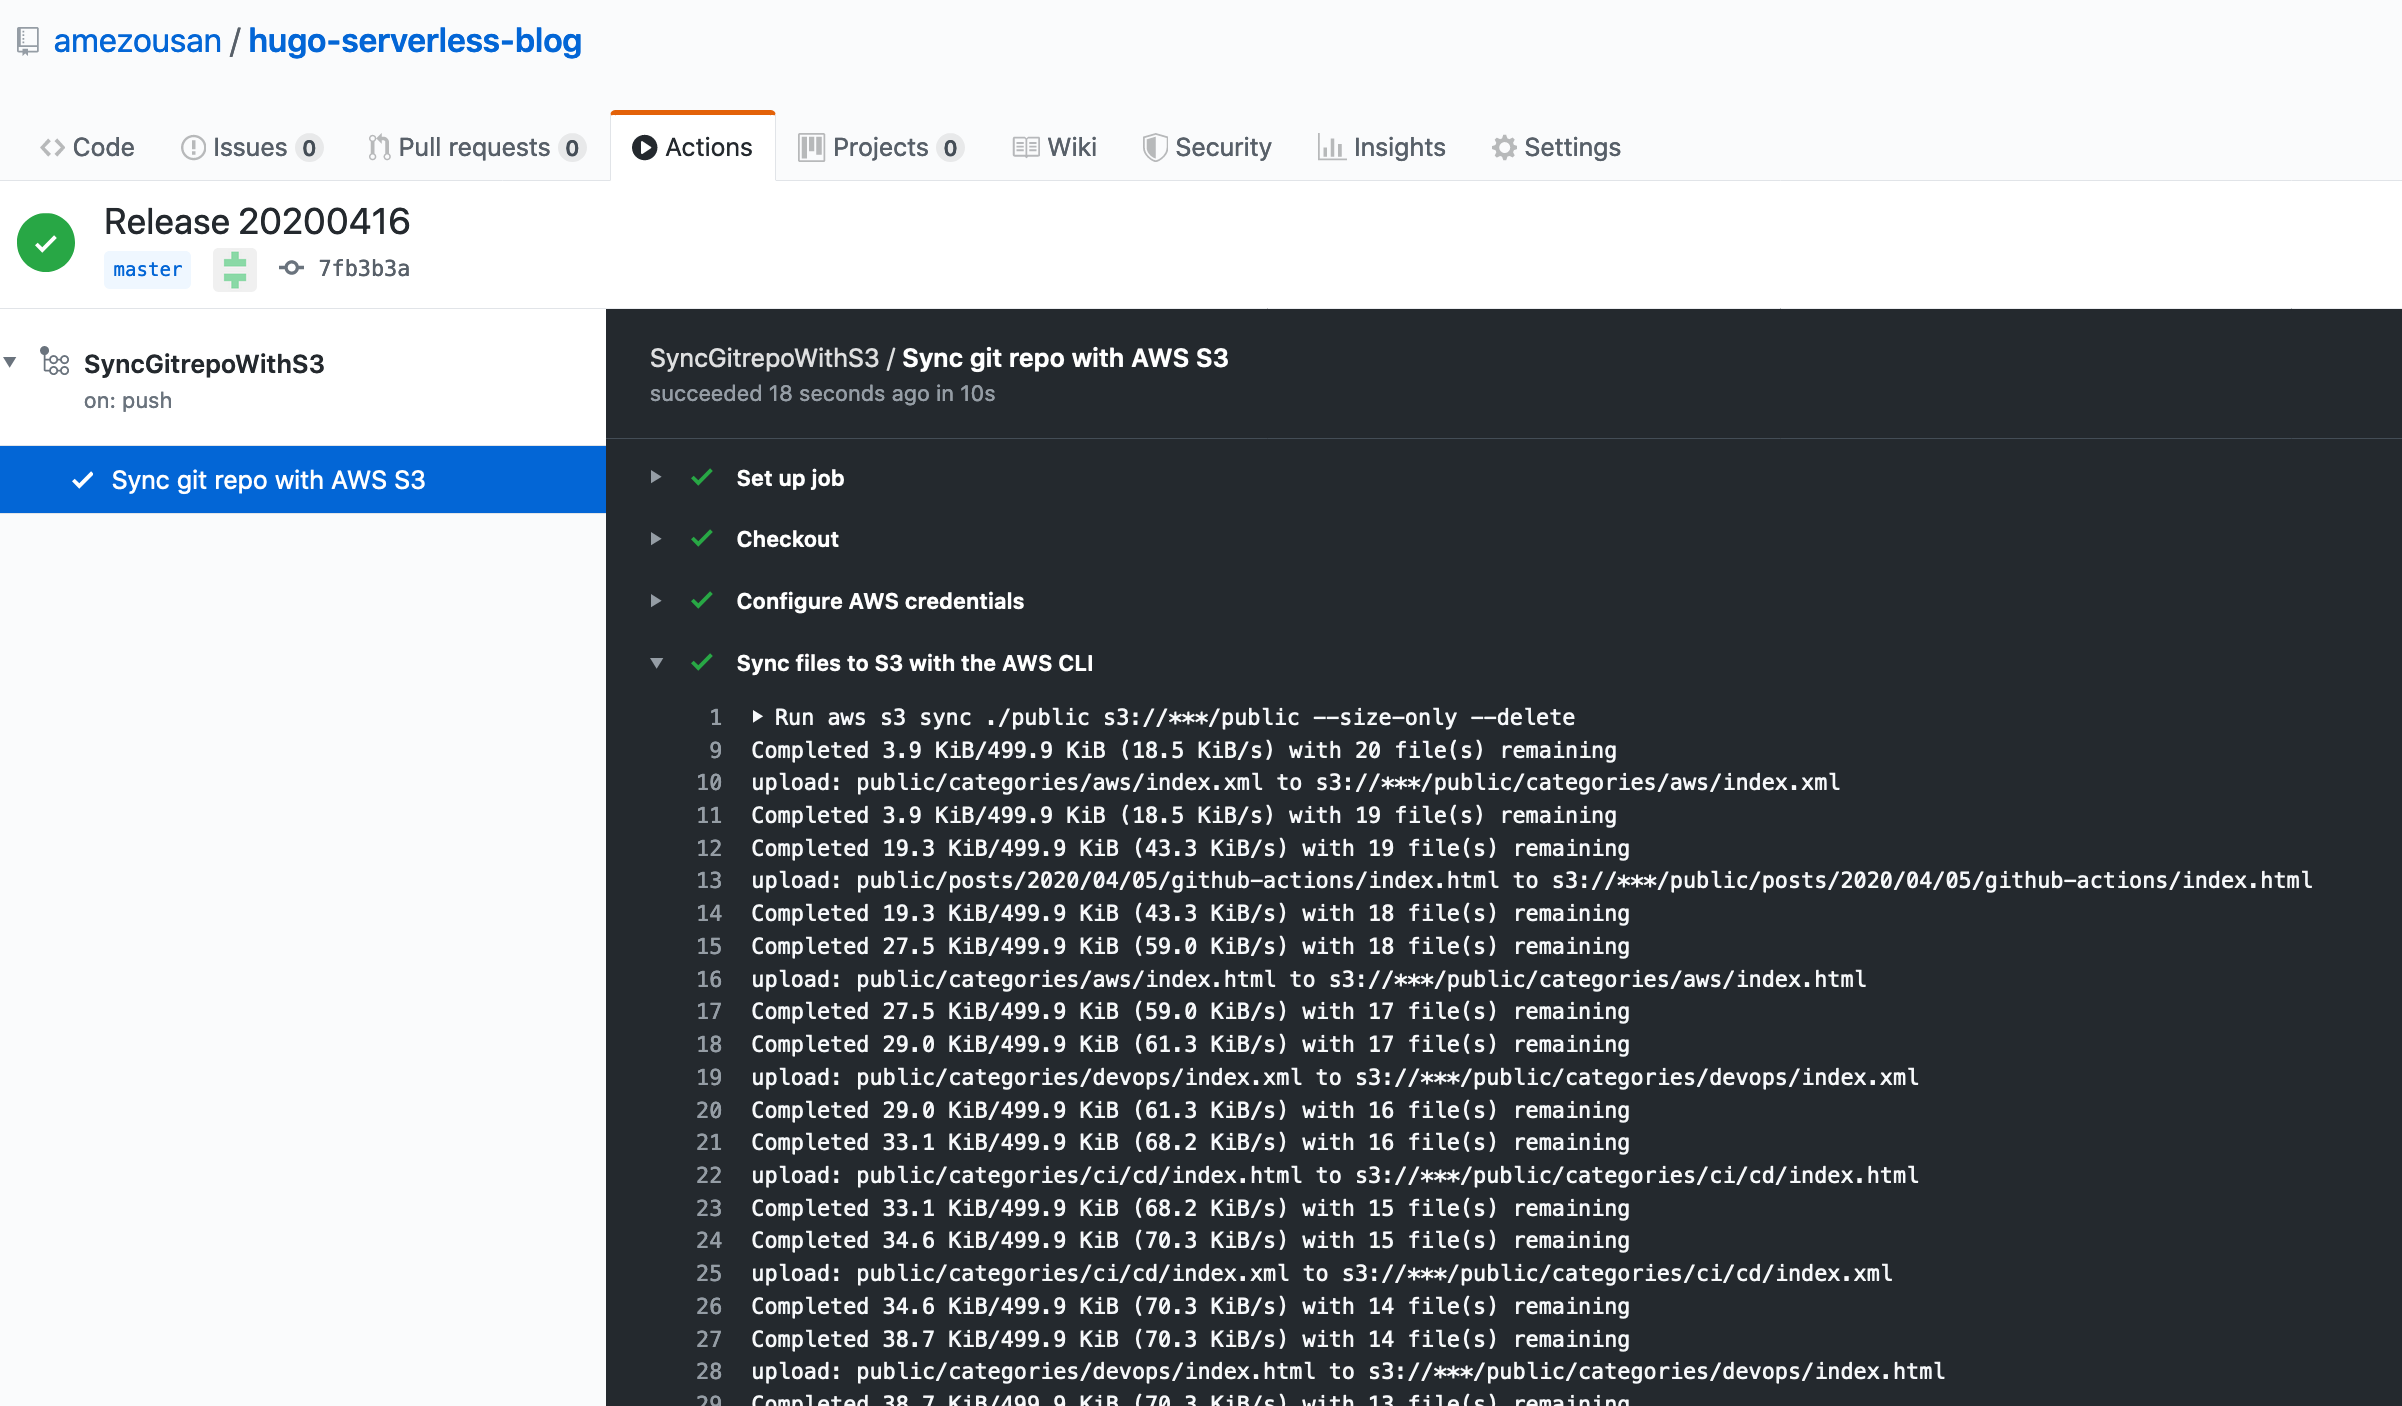 amezousan / hugo-serverless-blog
Code Issues 0 Pull requests 0 Actions Projects 0 Wiki Security Insights Settings
Release 20200416
master 7fb3b3a
SyncGitrepoWithS3
on: push
Sync git repo with AWS S3
SyncGitrepoWithS3 / Sync git repo with AWS S3
succeeded 18 seconds ago in 10s
Set up job
Checkout
Configure AWS credentials
Sync files to S3 with the AWS CLI
1 Run aws s3 sync ./public s3://***/public --size-only --delete
9 Completed 3.9 KiB/499.9 KiB (18.5 KiB/s) with 20 file(s) remaining
10 upload: public/categories/aws/index.xml to s3://***/public/categories/aws/index.xml
11 Completed 3.9 KiB/499.9 KiB (18.5 KiB/s) with 19 file(s) remaining
12 Completed 19.3 KiB/499.9 KiB (43.3 KiB/s) with 19 file(s) remaining
13 upload: public/posts/2020/04/05/github-actions/index.html to s3://***/public/posts/2020/04/05/github-actions/index.html
14 Completed 19.3 KiB/499.9 KiB (43.3 KiB/s) with 18 file(s) remaining
15 Completed 27.5 KiB/499.9 KiB (59.0 KiB/s) with 18 file(s) remaining
16 upload: public/categories/aws/index.html to s3://***/public/categories/aws/index.html
17 Completed 27.5 KiB/499.9 KiB (59.0 KiB/s) with 17 file(s) remaining
18 Completed 29.0 KiB/499.9 KiB (61.3 KiB/s) with 17 file(s) remaining
19 upload: public/categories/devops/index.xml to s3://***/public/categories/devops/index.xml
20 Completed 29.0 KiB/499.9 KiB (61.3 KiB/s) with 16 file(s) remaining
21 Completed 33.1 KiB/499.9 KiB (68.2 KiB/s) with 16 file(s) remaining
22 upload: public/categories/ci/cd/index.html to s3://***/public/categories/ci/cd/index.html
23 Completed 33.1 KiB/499.9 KiB (68.2 KiB/s) with 15 file(s) remaining
24 Completed 34.6 KiB/499.9 KiB (70.3 KiB/s) with 15 file(s) remaining
25 upload: public/categories/ci/cd/index.xml to s3://***/public/categories/ci/cd/index.xml
26 Completed 34.6 KiB/499.9 KiB (70.3 KiB/s) with 14 file(s) remaining
27 Completed 38.7 KiB/499.9 KiB (70.3 KiB/s) with 14 file(s) remaining
28 upload: public/categories/devops/index.html to s3://***/public/categories/devops/index.html
29 Completed 38.7 KiB/499.9 KiB (70.3 KiB/s) with 13 file(s) remaining